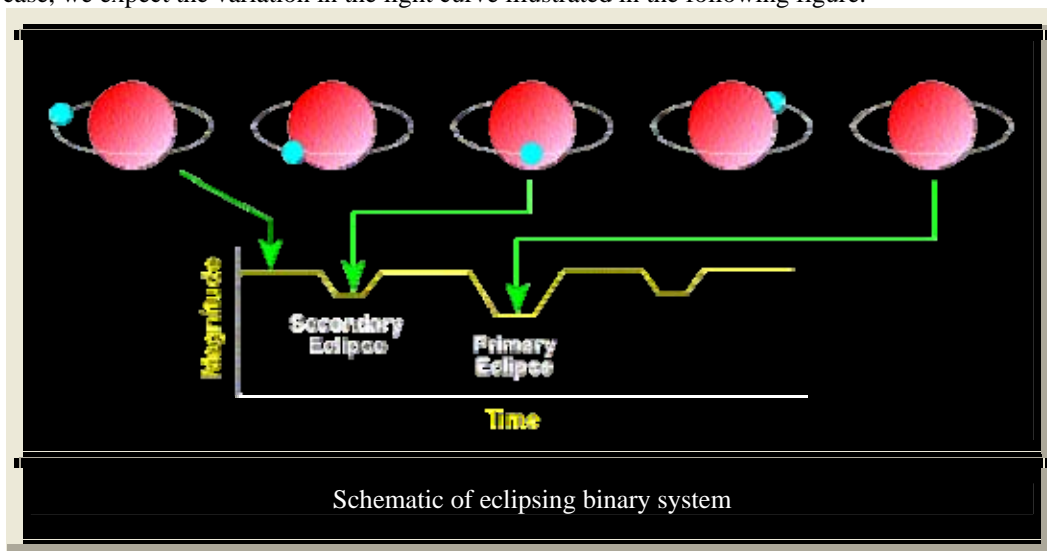 case, we expect the variation in the light curve illustrated in the following figure.
Magnitude
Secondary
Eclipse
Primary
Eclipse
Time
Schematic of eclipsing binary system